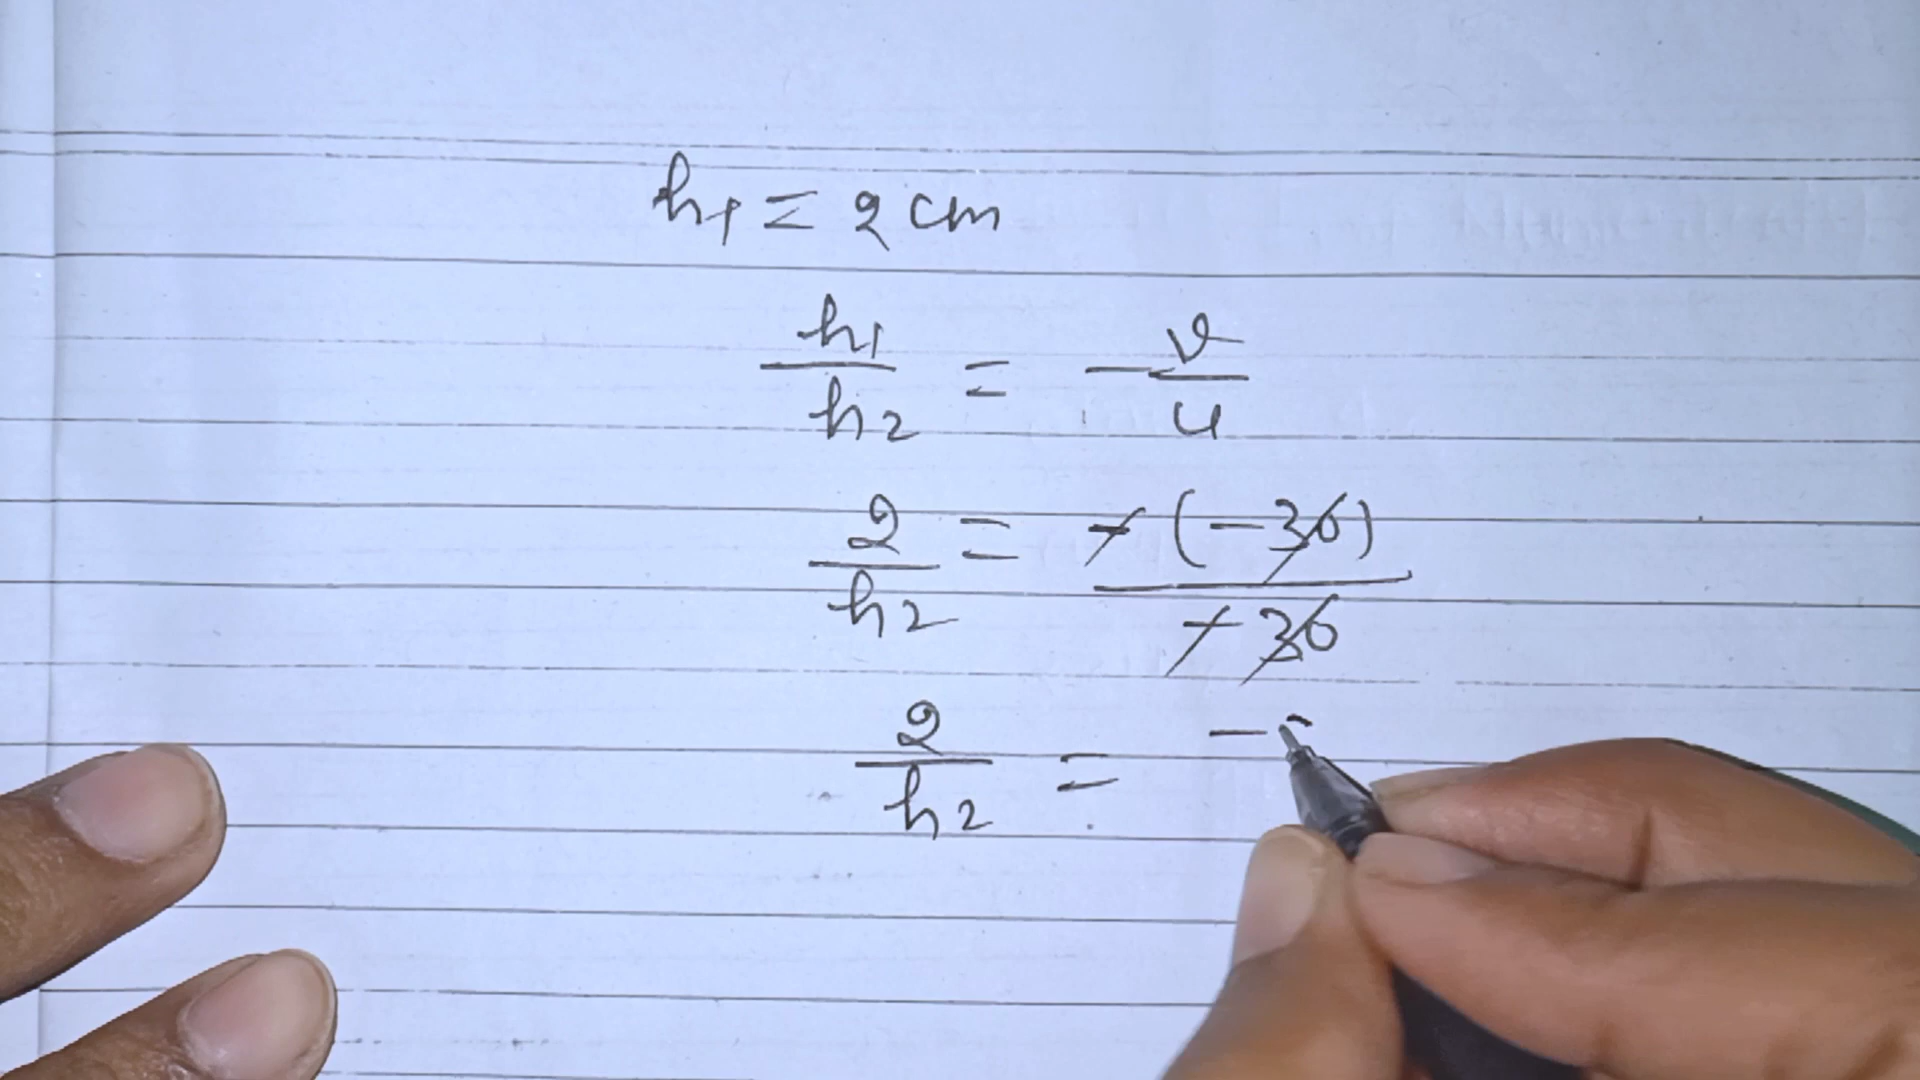 h1 = 2 cm
h1/h2 = -v/u
2/h2 = -(-36)/-36
2/h2 = -